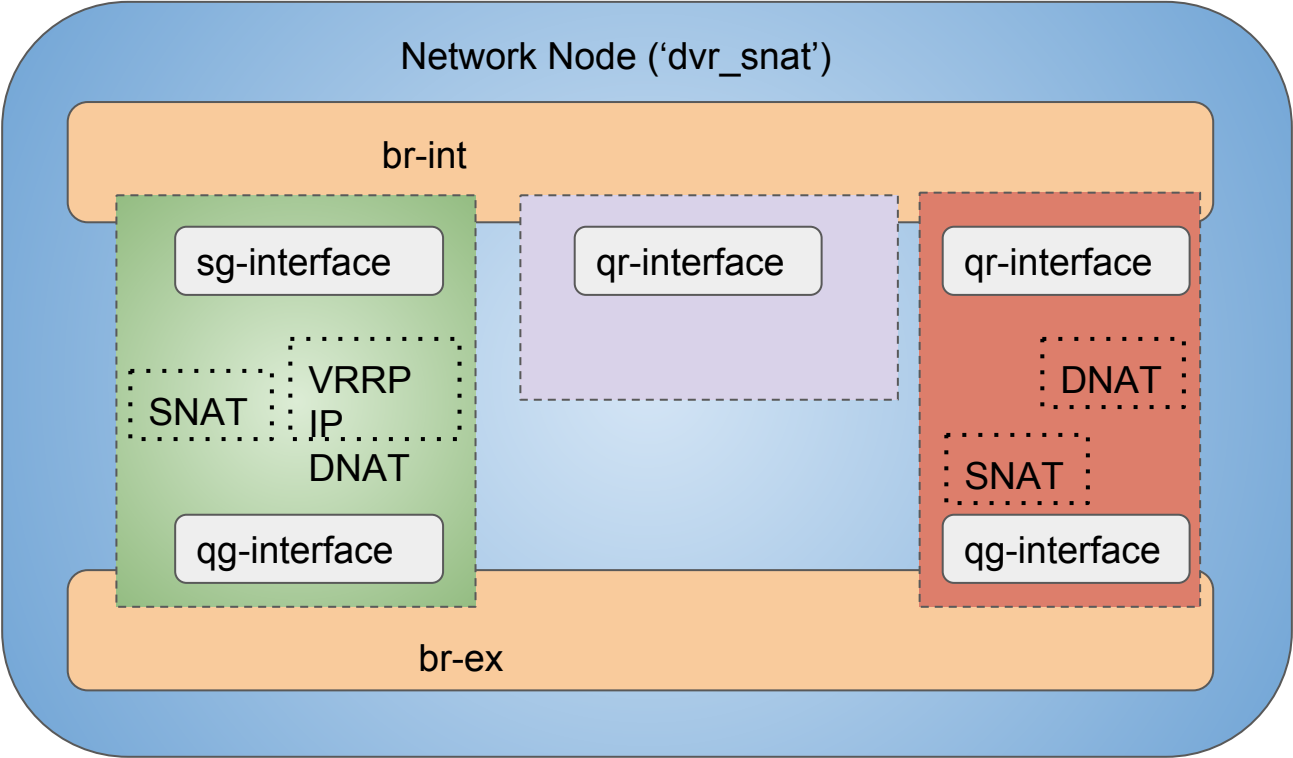 Network Node (‘dvr_snat’)
br-int
sg-interface
qr-interface
qr-interface
VRRP
IP
DNAT
SNAT
DNAT
SNAT
qg-interface
qg-interface
br-ex